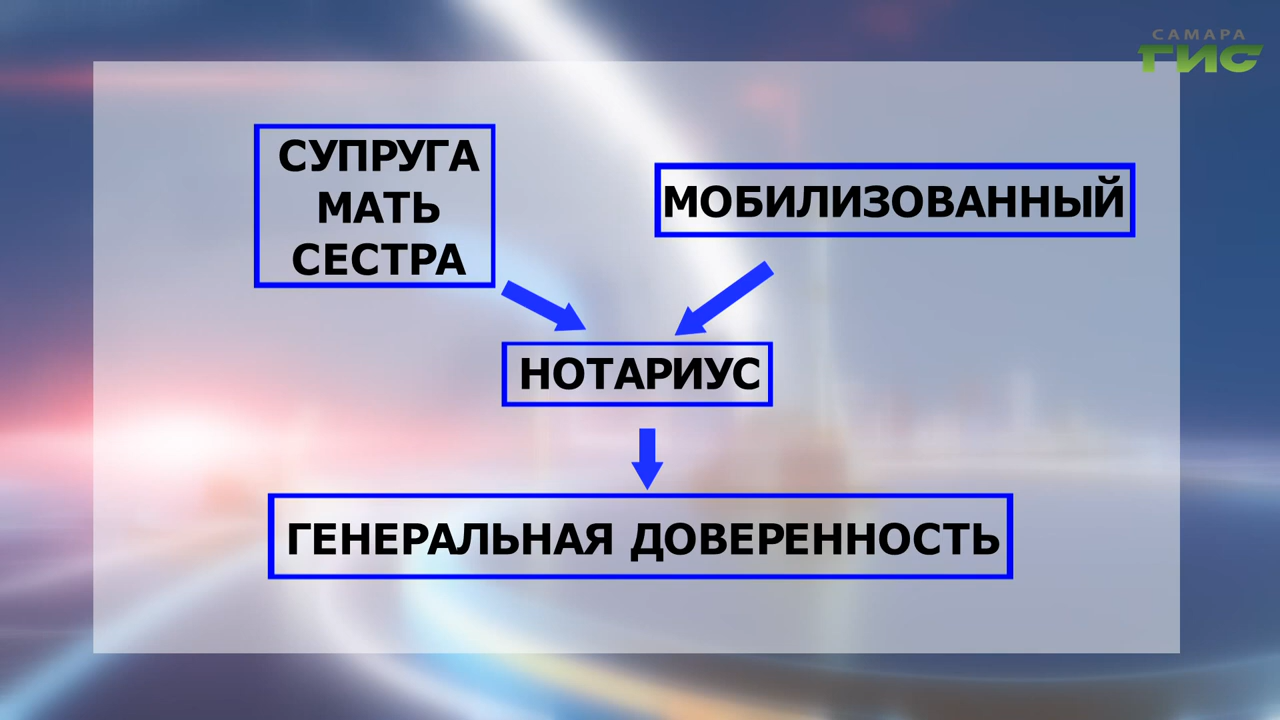 САМАРА
ГИС
СУПРУГА
МАТЬ
СЕСТРА
МОБИЛИЗОВАННЫЙ
НОТАРИУС
ГЕНЕРАЛЬНАЯ ДОВЕРЕННОСТЬ